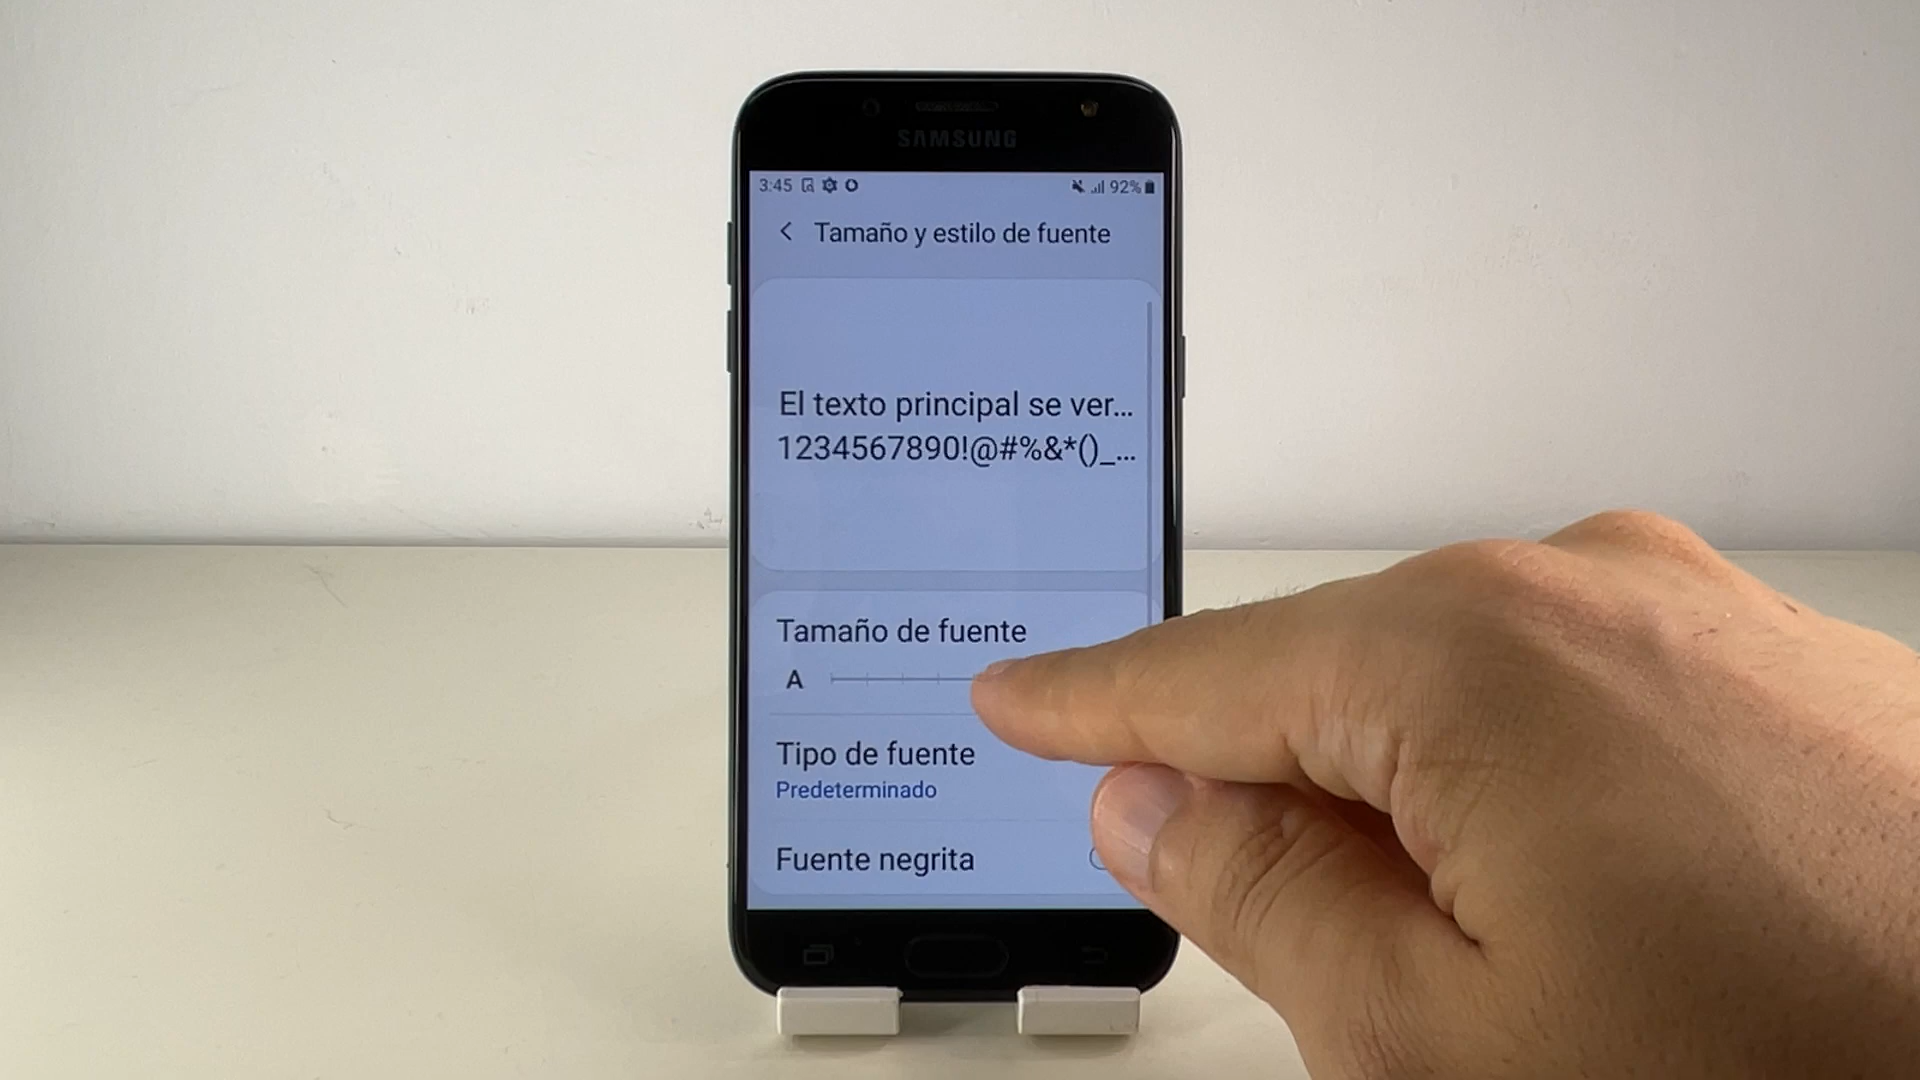 SAMSUNG
3:45 92%
Tamaño y estilo de fuente
El texto principal se ver...
1234567890!@#%&*()_...
Tamaño de fuente
A
Tipo de fuente
Predeterminado
Fuente negrita